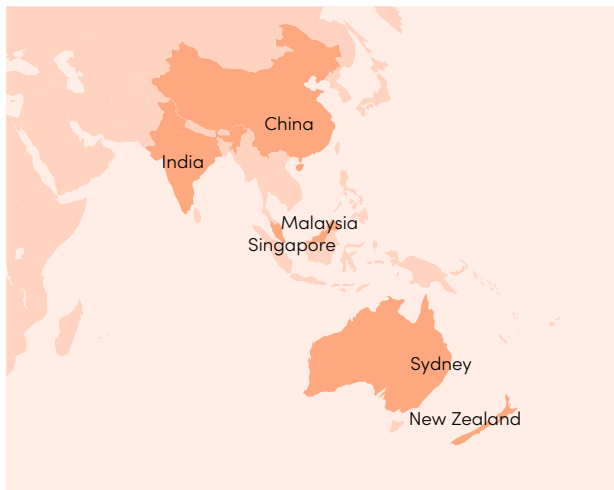 China
India
Malaysia
Singapore
Sydney
New Zealand